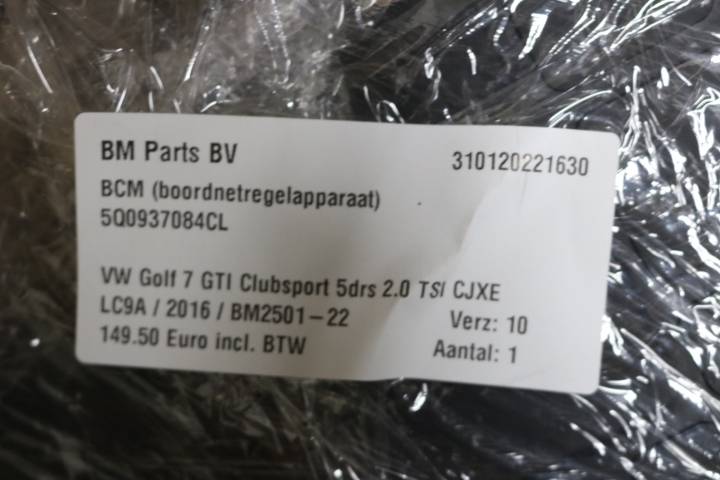 BM Parts BV 310120221630
BCM (boordnetregelapparaat)
5Q0937084CL
VW Golf 7 GTI Clubsport 5drs 2.0 TSI CJXE
LC9A / 2016 / BM2501-22 Verz: 10
149.50 Euro incl. BTW Aantal: 1